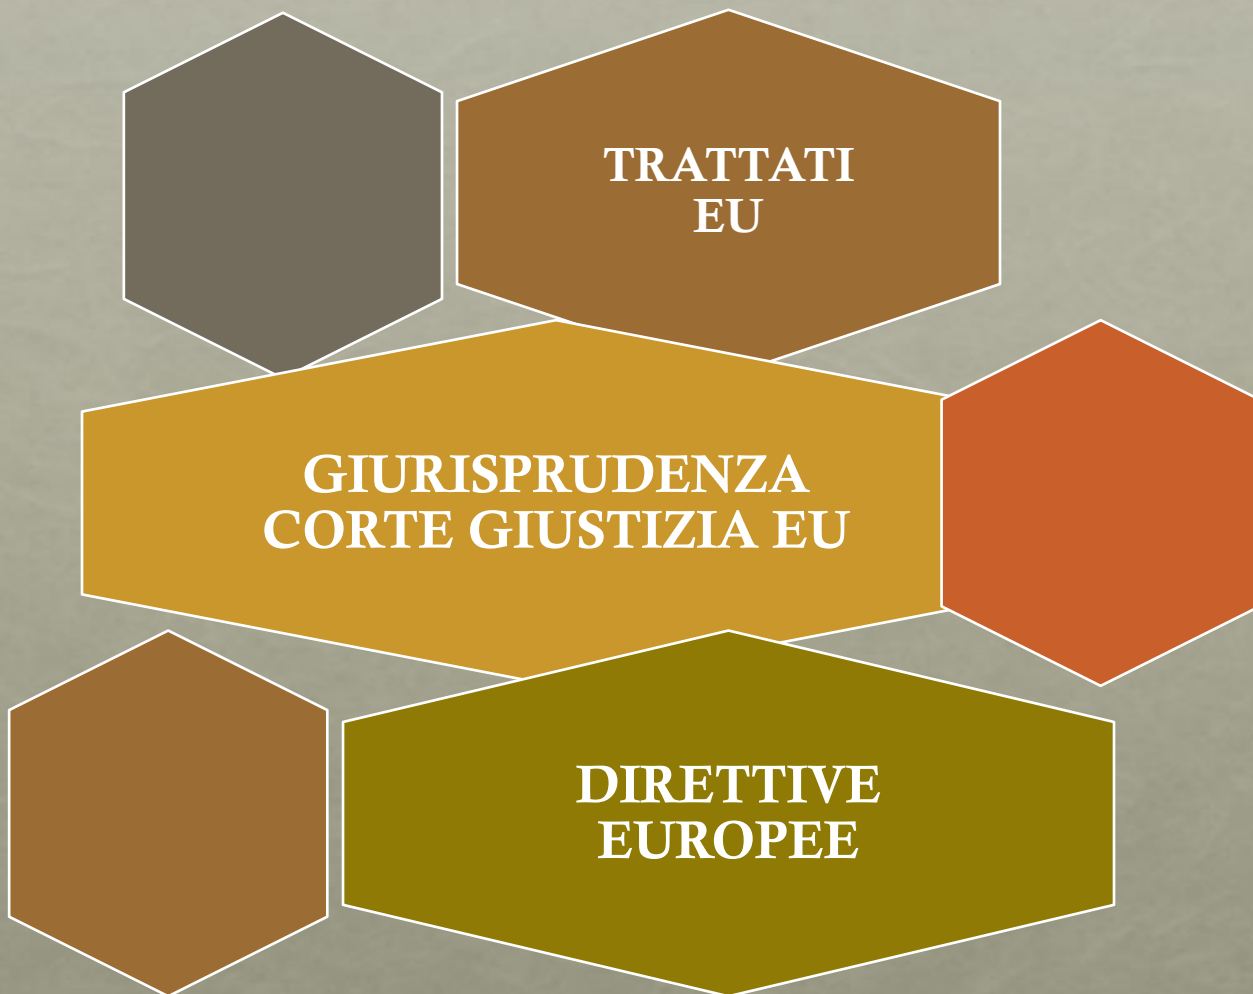 TRATTATI
EU
GIURISPRUDENZA
CORTE GIUSTIZIA EU
DIRETTIVE
EUROPEE